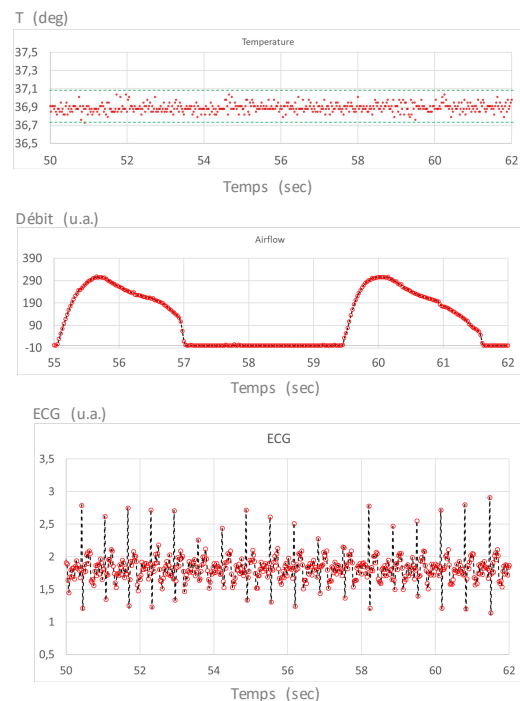 T (deg)
Temperature
37,5
37,3
37,1
36,9
36,7
36,5
50 52 54 56 58 60 62
Temps (sec)
Débit (u.a.)
Airflow
390
290
190
90
-10
55 56 57 58 59 60 61 62
Temps (sec)
ECG (u.a.)
ECG
3,5
3
2,5
2
1,5
1
0,5
50 52 54 56 58 60 62
Temps (sec)